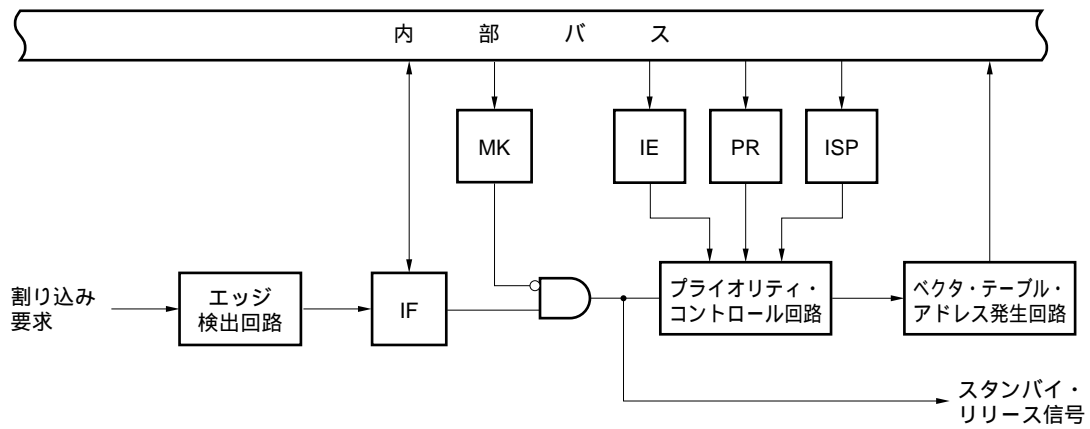 内部バス
MK
IE
PR
ISP
割り込み
要求
エッジ
検出回路
IF
プライオリティ・
コントロール回路
ベクタ・テーブル・
アドレス発生回路
スタンバイ・
リリース信号